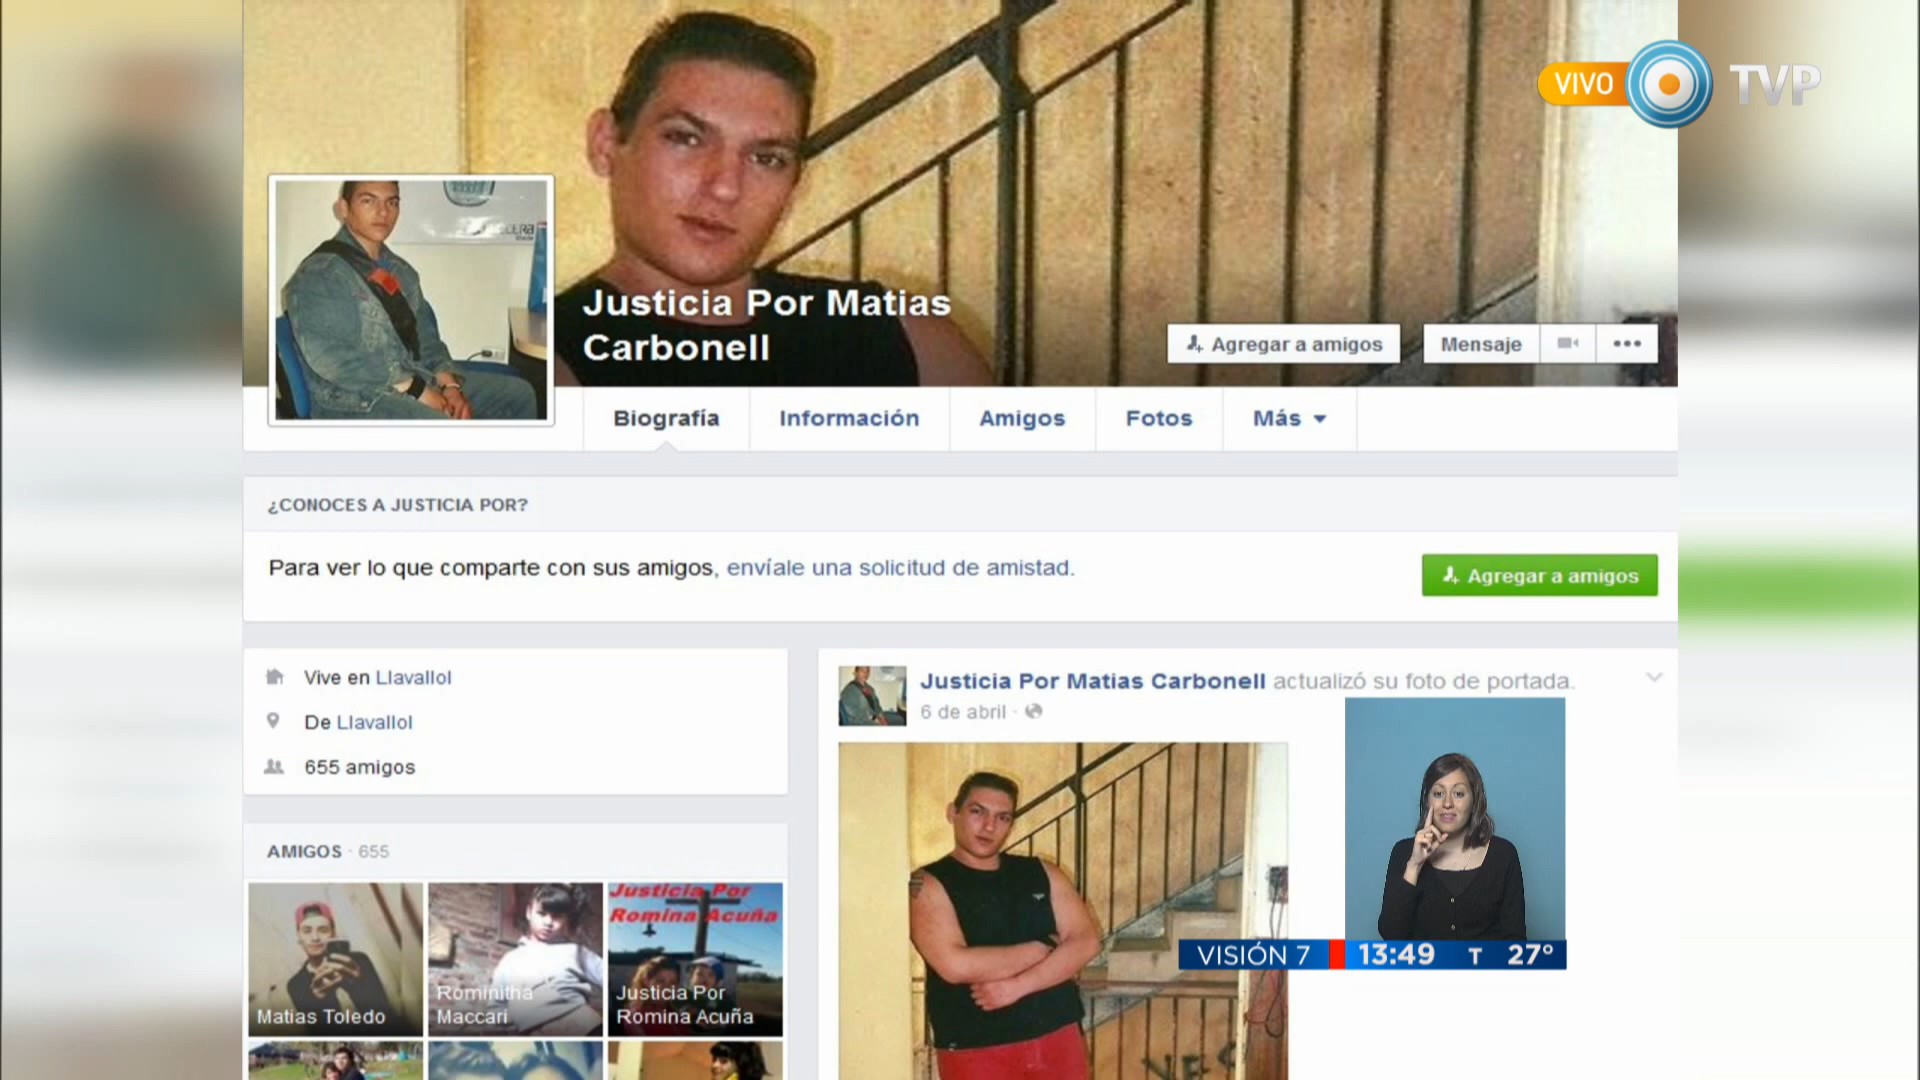 VIVO
TVP
Justicia Por Matias
Carbonell
Agregar a amigos
Mensaje
Biografía
Información
Amigos
Fotos
Más
¿CONOCES A JUSTICIA POR?
Para ver lo que comparte con sus amigos, envíale una solicitud de amistad.
Agregar a amigos
Vive en Llavallol
De Llavallol
655 amigos
AMIGOS · 655
Matias Toledo
Rominitha
Maccari
Justicia Por
Romina Acuña
Justicia Por
Romina Acuña
Justicia Por Matias Carbonell actualizó su foto de portada.
6 de abril ·
VISIÓN 7
13:49
T 27°